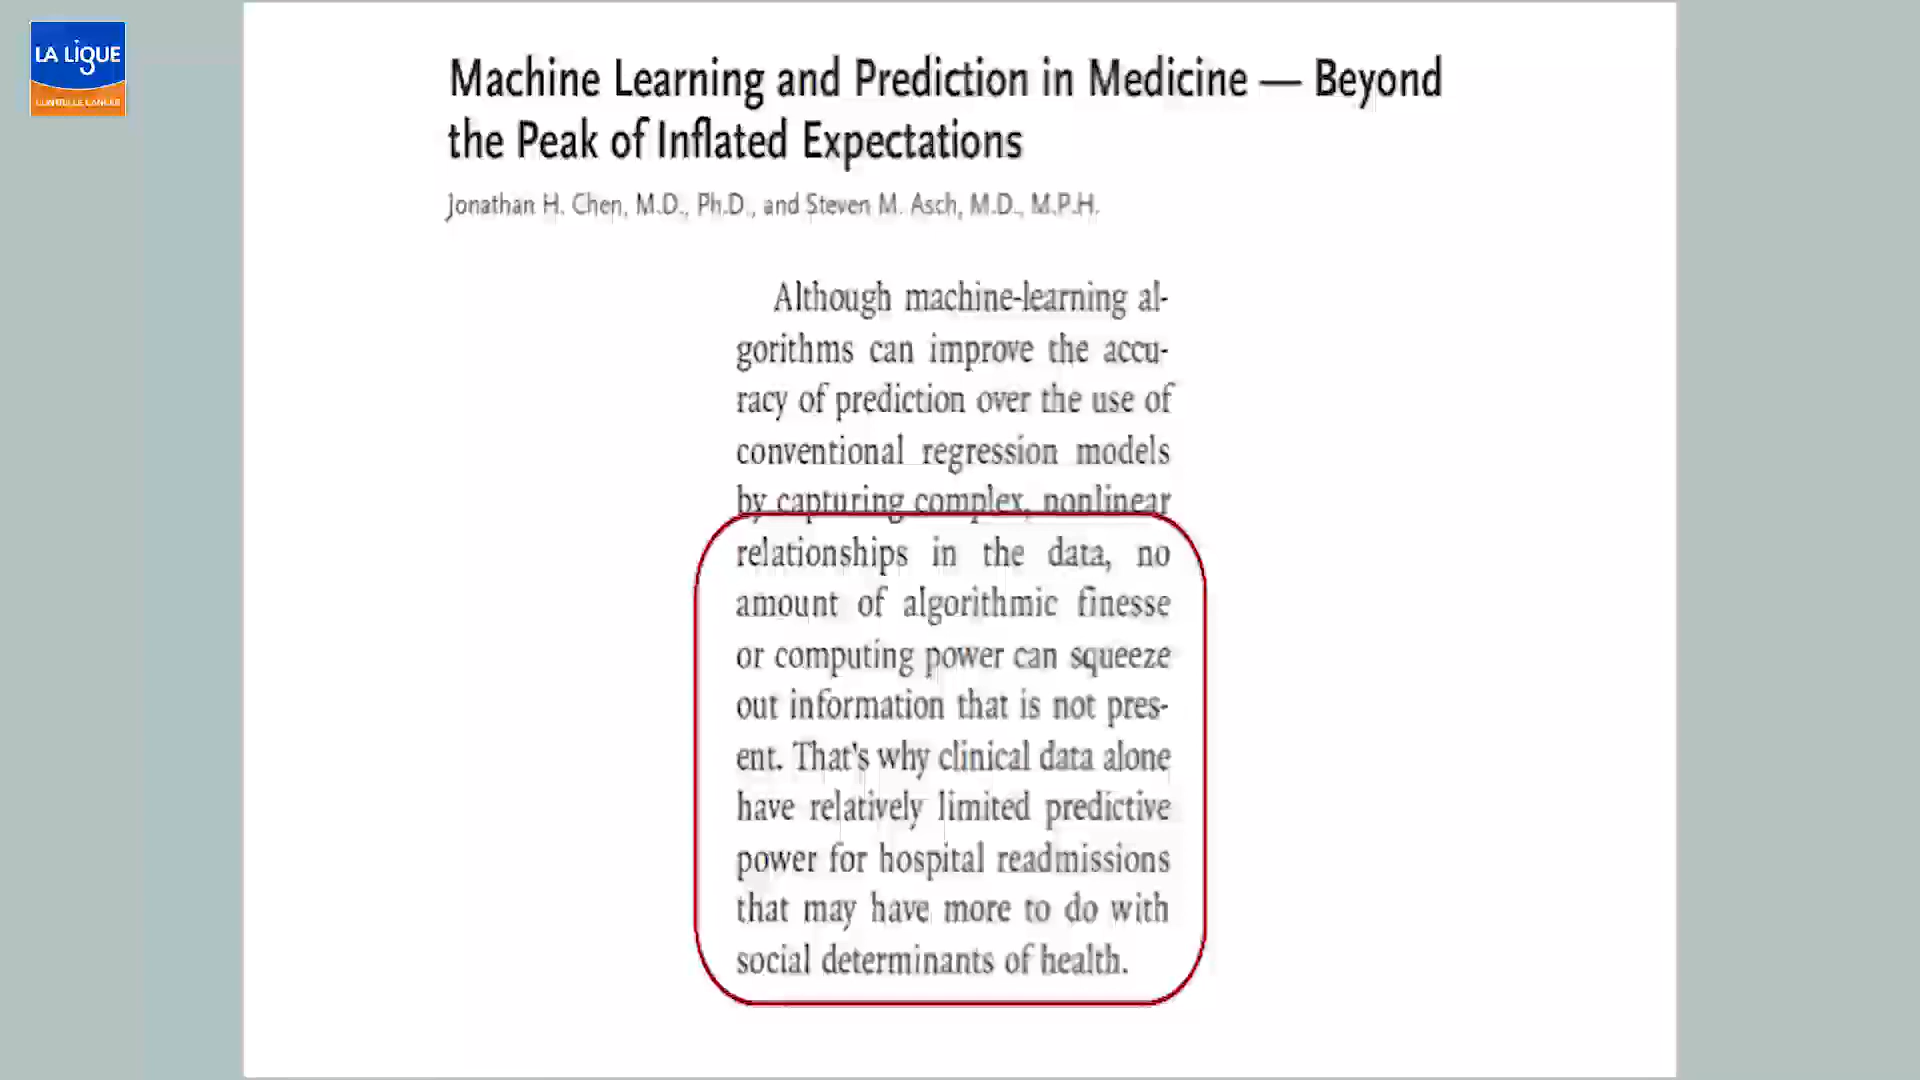 LA LIGUE
CONTRE LE CANCER
Machine Learning and Prediction in Medicine — Beyond
the Peak of Inflated Expectations
Jonathan H. Chen, M.D., Ph.D., and Steven M. Asch, M.D., M.P.H.
Although machine-learning al-
gorithms can improve the accu-
racy of prediction over the use of
conventional regression models
by capturing complex, nonlinear
relationships in the data, no
amount of algorithmic finesse
or computing power can squeeze
out information that is not pres-
ent. That's why clinical data alone
have relatively limited predictive
power for hospital readmissions
that may have more to do with
social determinants of health.